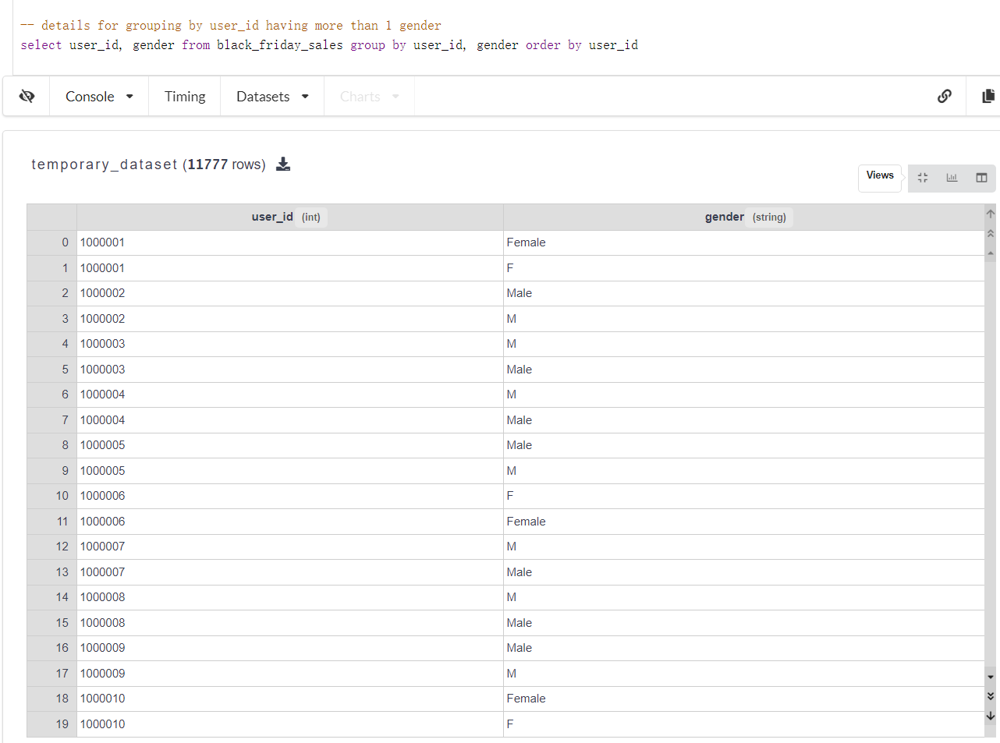 -- details for grouping by user_id having more than 1 gender
select user_id, gender from black_friday_sales group by user_id, gender order by user_id
Console Timing Datasets Charts
temporary_dataset (11777 rows)
Views
user_id (int) gender (string)
0 1000001 Female
1 1000001 F
2 1000002 Male
3 1000002 M
4 1000003 M
5 1000003 Male
6 1000004 M
7 1000004 Male
8 1000005 Male
9 1000005 M
10 1000006 F
11 1000006 Female
12 1000007 M
13 1000007 Male
14 1000008 M
15 1000008 Male
16 1000009 Male
17 1000009 M
18 1000010 Female
19 1000010 F